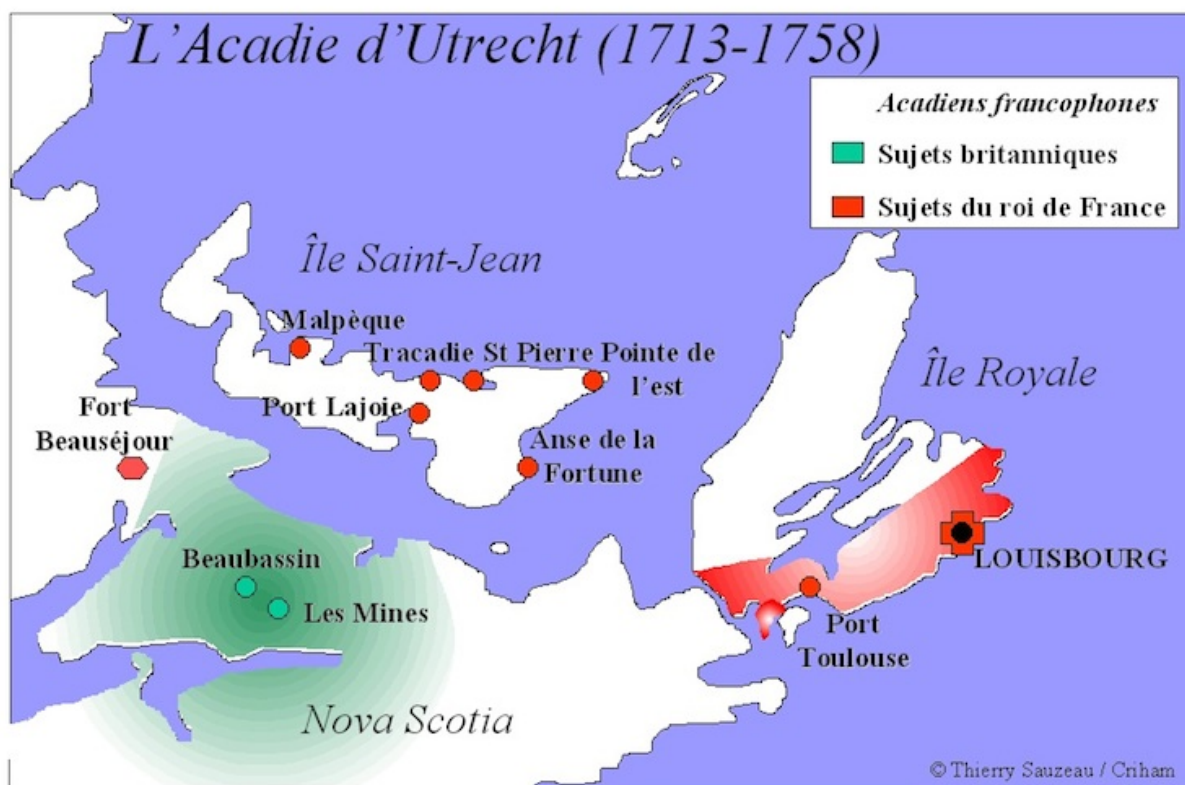 L'Acadie d'Utrecht (1713-1758)
Acadiens francophones
Sujets britanniques
Sujets du roi de France
Île Saint-Jean
Malpèque
Tracadie St Pierre Pointe de
l'est
Île Royale
Port Lajoie
Fort
Beauséjour
Anse de la
Fortune
LOUISBOURG
Beaubassin
Les Mines
Port
Toulouse
Nova Scotia
© Thierry Sauzeau / Criham